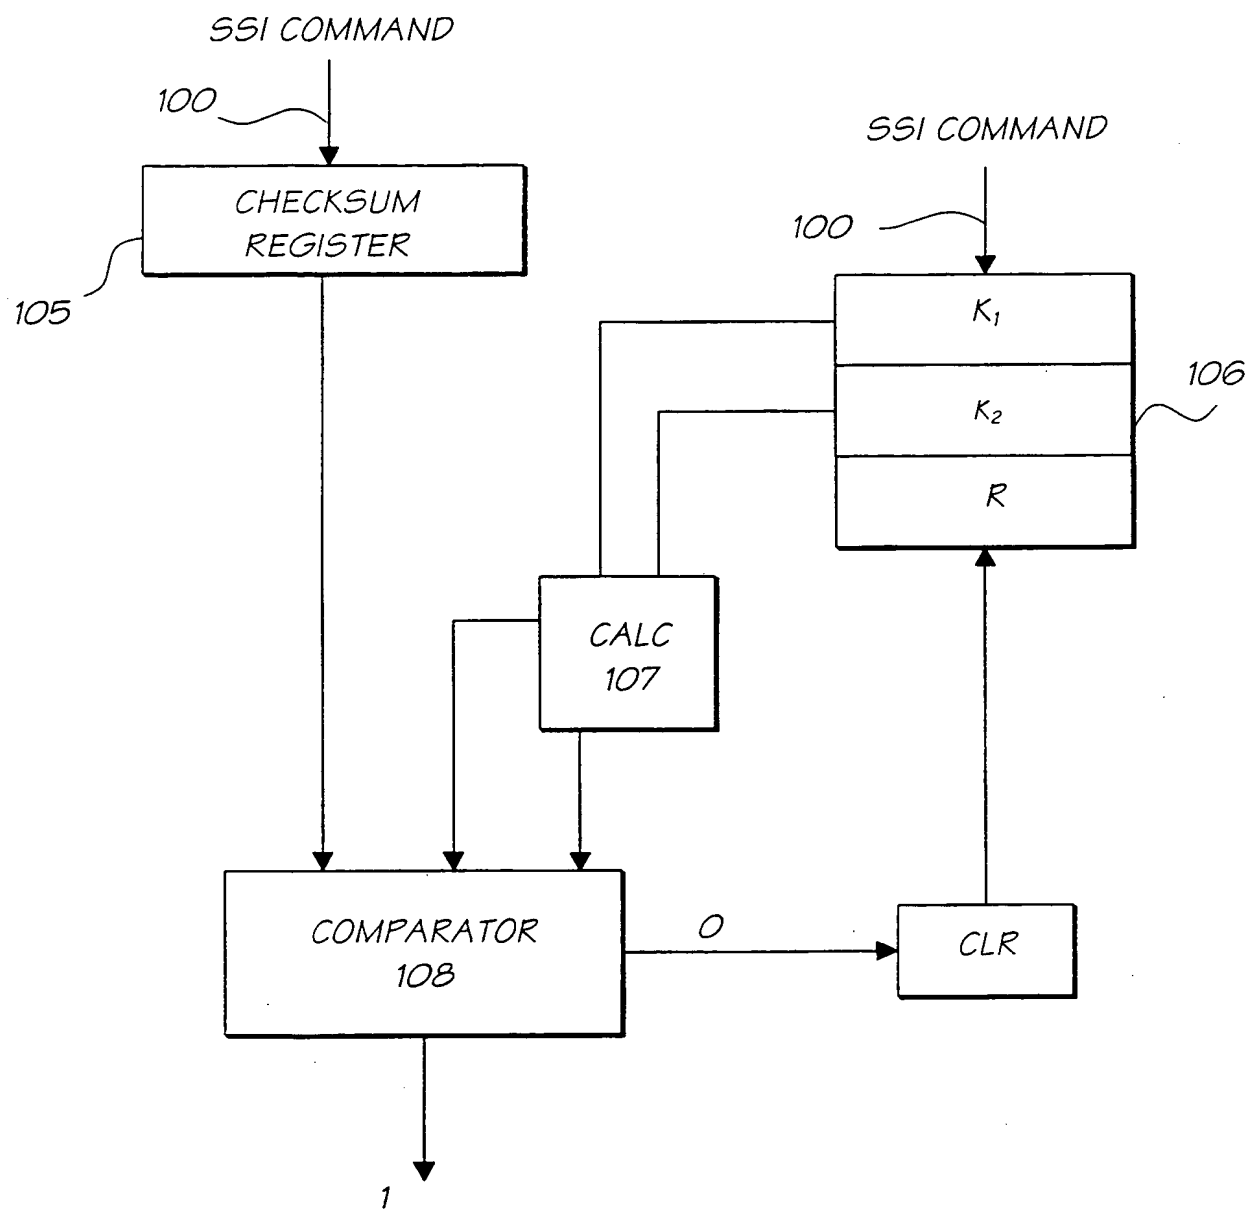 SSI COMMAND
100
CHECKSUM
REGISTER
105
SSI COMMAND
100
K1
K2
R
106
CALC
107
COMPARATOR
108
0
CLR
1